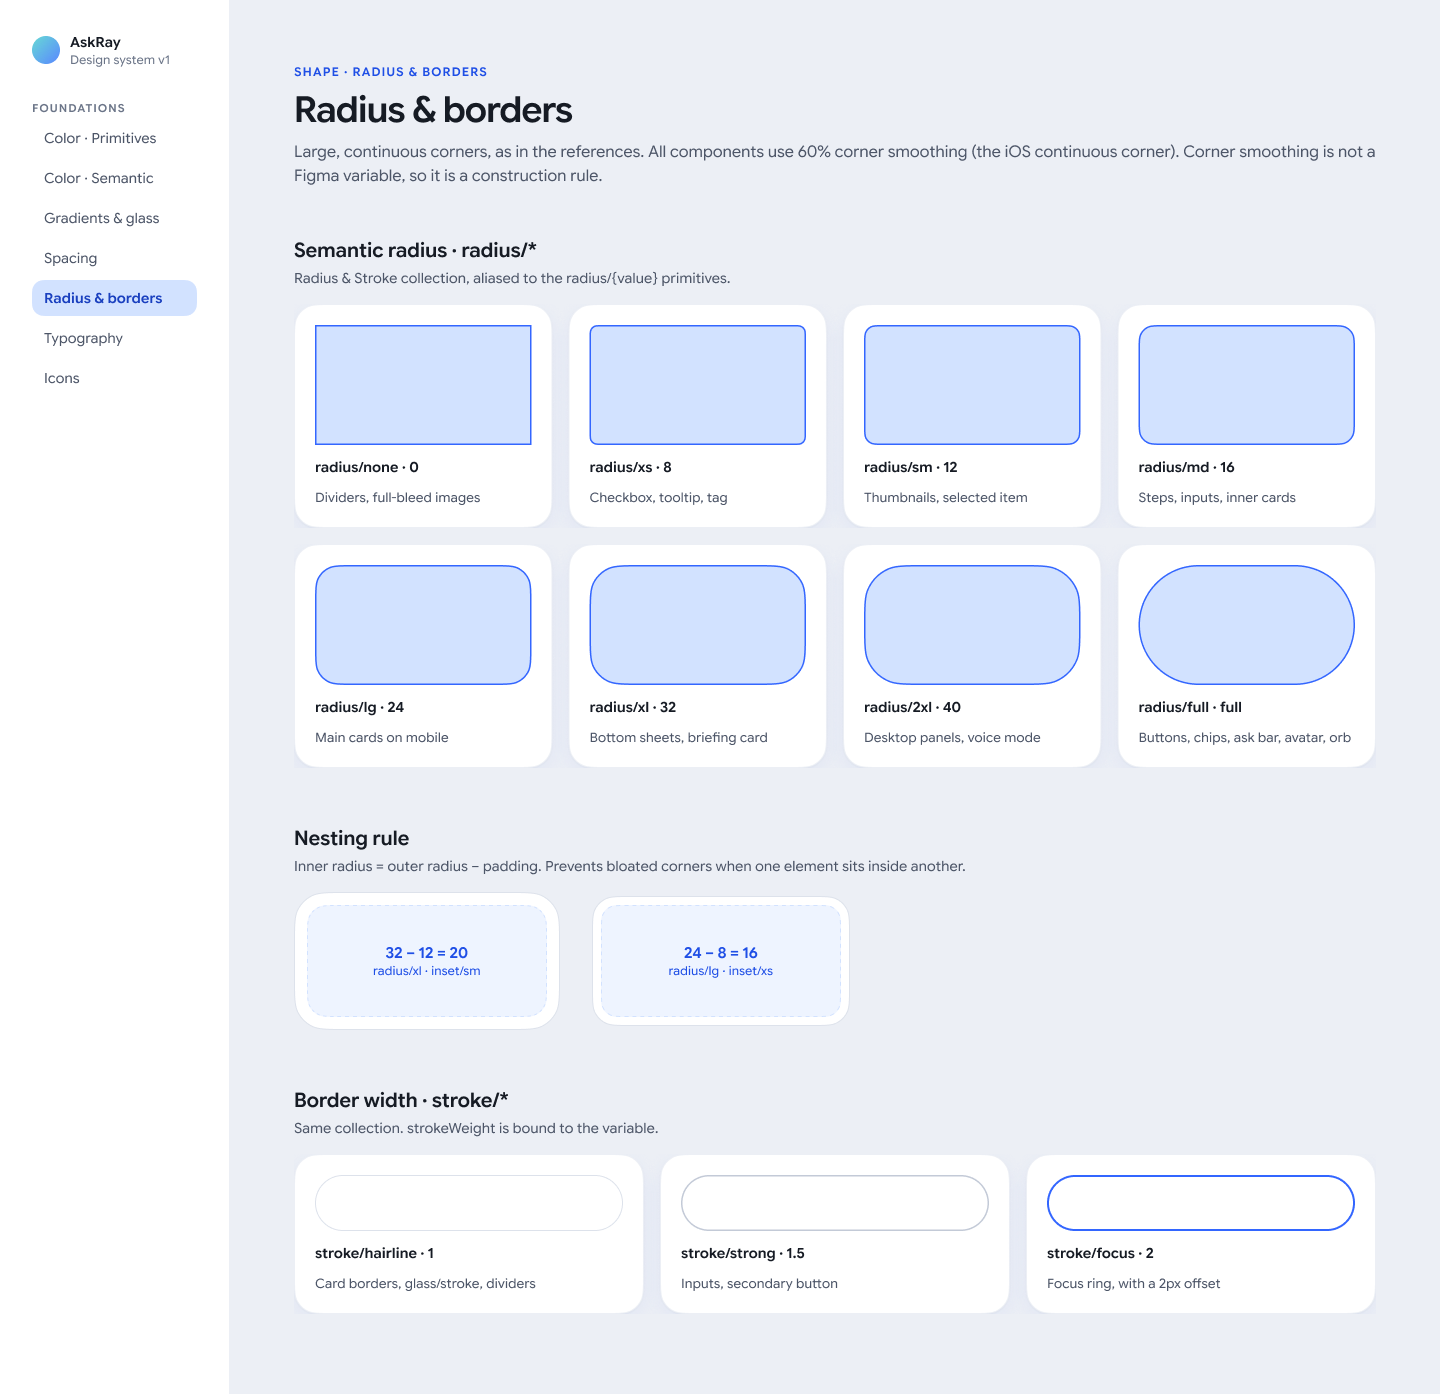 AskRay
Design system v1
FOUNDATIONS
Color · Primitives
Color · Semantic
Gradients & glass
Spacing
Radius & borders
Typography
Icons
SHAPE · RADIUS & BORDERS
Radius & borders
Large, continuous corners, as in the references. All components use 60% corner smoothing (the iOS continuous corner). Corner smoothing is not a
Figma variable, so it is a construction rule.
Semantic radius · radius/*
Radius & Stroke collection, aliased to the radius/{value} primitives.
radius/none · 0
Dividers, full-bleed images
radius/xs · 8
Checkbox, tooltip, tag
radius/sm · 12
Thumbnails, selected item
radius/md · 16
Steps, inputs, inner cards
radius/lg · 24
Main cards on mobile
radius/xl · 32
Bottom sheets, briefing card
radius/2xl · 40
Desktop panels, voice mode
radius/full · full
Buttons, chips, ask bar, avatar, orb
Nesting rule
Inner radius = outer radius – padding. Prevents bloated corners when one element sits inside another.
32 – 12 = 20
radius/xl · inset/sm
24 – 8 = 16
radius/lg · inset/xs
Border width · stroke/*
Same collection. strokeWeight is bound to the variable.
stroke/hairline · 1
Card borders, glass/stroke, dividers
stroke/strong · 1.5
Inputs, secondary button
stroke/focus · 2
Focus ring, with a 2px offset